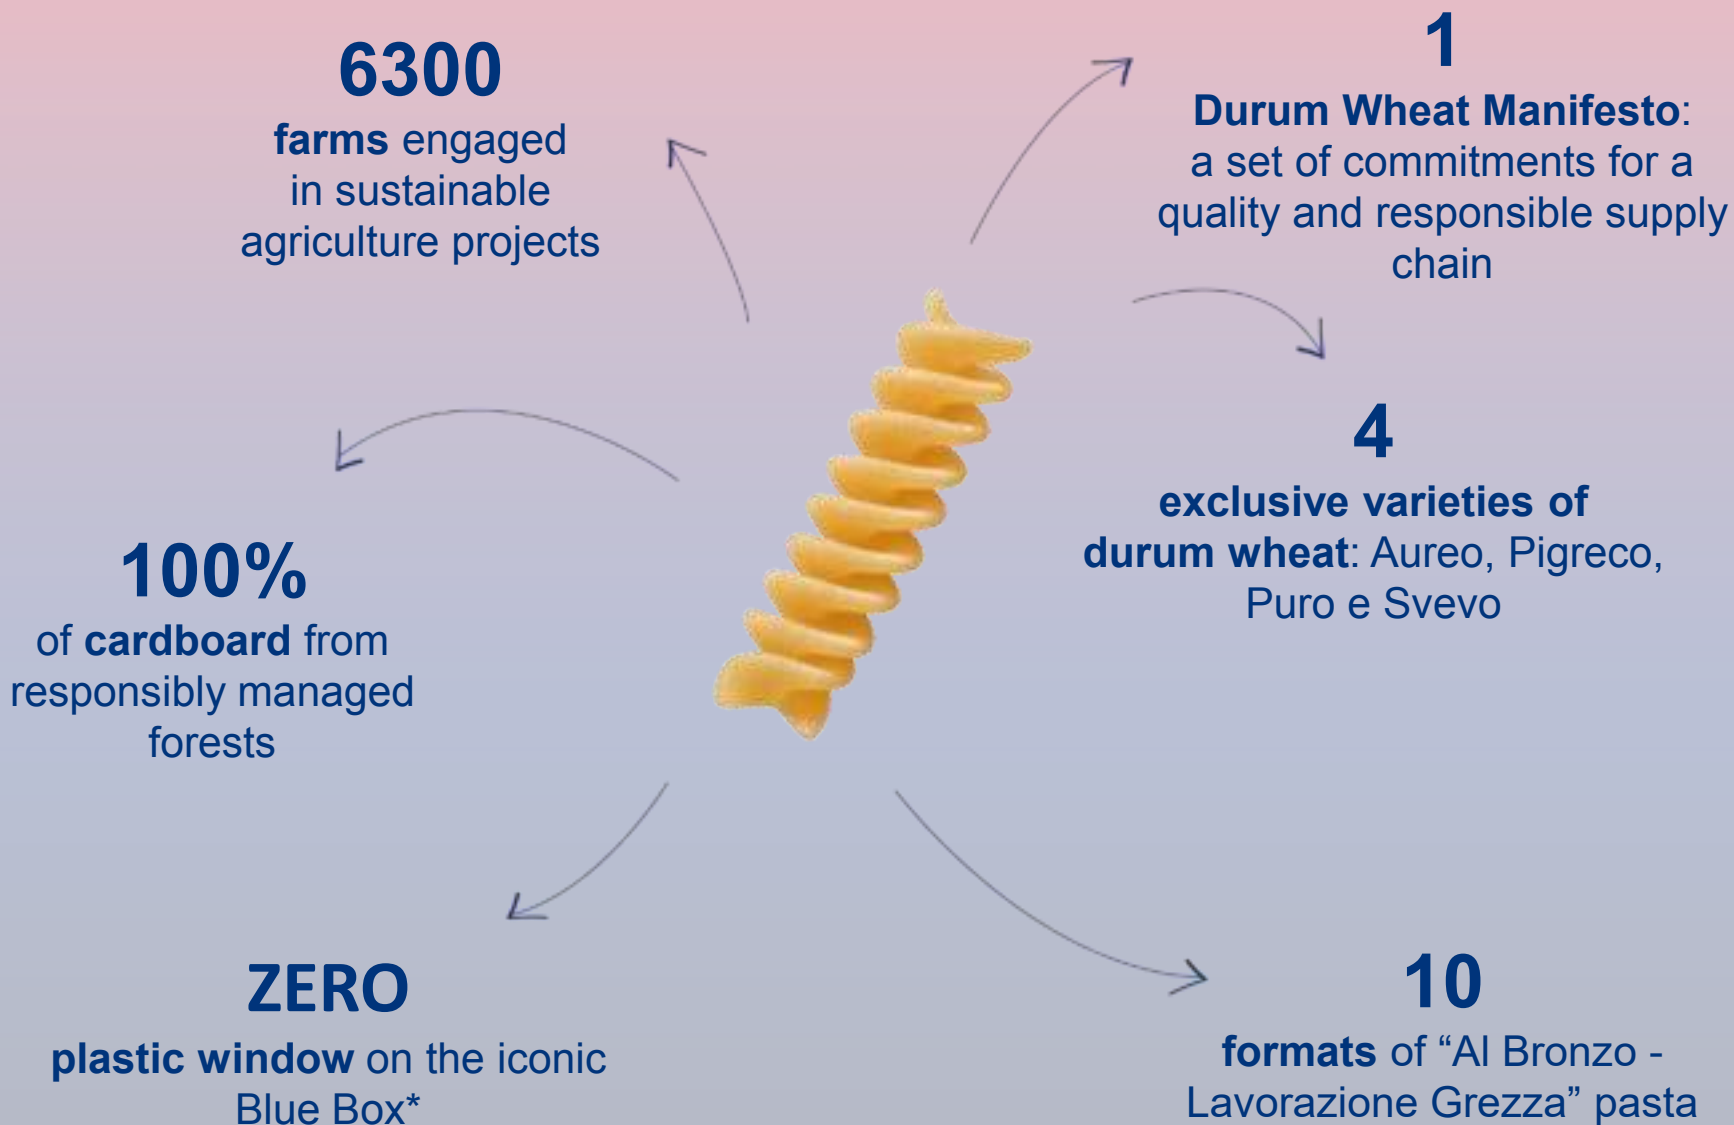 6300
farms engaged
in sustainable
agriculture projects
1
Durum Wheat Manifesto:
a set of commitments for a
quality and responsible supply
chain
4
exclusive varieties of
durum wheat: Aureo, Pigreco,
Puro e Svevo
100%
of cardboard from
responsibly managed
forests
ZERO
plastic window on the iconic
Blue Box*
10
formats of “Al Bronzo -
Lavorazione Grezza” pasta